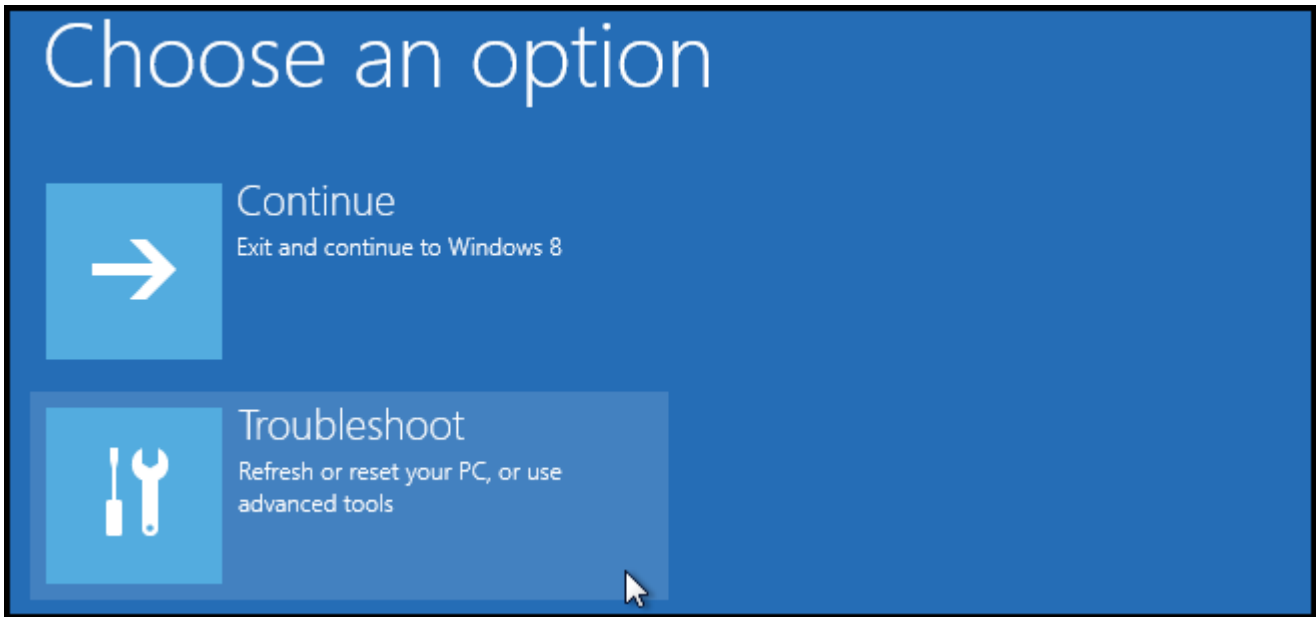 Choose an option
Continue
Exit and continue to Windows 8
Troubleshoot
Refresh or reset your PC, or use
advanced tools